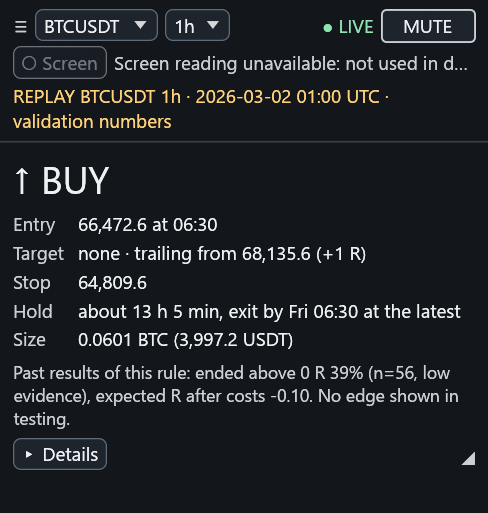 BTCUSDT 1h LIVE MUTE
Screen Screen reading unavailable: not used in d...
REPLAY BTCUSDT 1h · 2026-03-02 01:00 UTC ·
validation numbers
↑ BUY
Entry 66,472.6 at 06:30
Target none · trailing from 68,135.6 (+1 R)
Stop 64,809.6
Hold about 13 h 5 min, exit by Fri 06:30 at the latest
Size 0.0601 BTC (3,997.2 USDT)
Past results of this rule: ended above 0 R 39% (n=56, low
evidence), expected R after costs -0.10. No edge shown in
testing.
Details